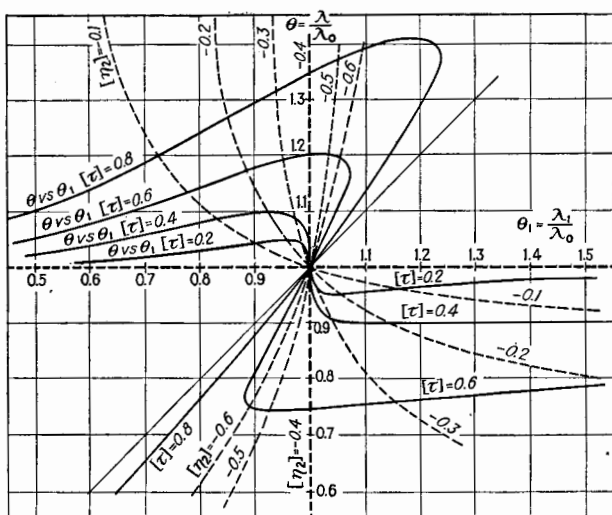 θ = λ/λ₀
[η₂]=-0.1
-0.2
-0.3
-0.4
-0.5
-0.6
1.3
1.2
1.1
θ vs θ₁ [τ]=0.8
θ vs θ₁ [τ]=0.6
θ vs θ₁ [τ]=0.4
θ vs θ₁ [τ]=0.2
θ₁ = λ₁/λ₀
0.5 0.6 0.7 0.8 0.9 1.1 1.2 1.3 1.4 1.5
[τ]=0.2
-0.1
0.9
[τ]=0.4
-0.2
0.8
[τ]=0.6
-0.3
0.7
[τ]=0.8
[η₂]=-0.6
-0.5
[η₂]=-0.4
0.6